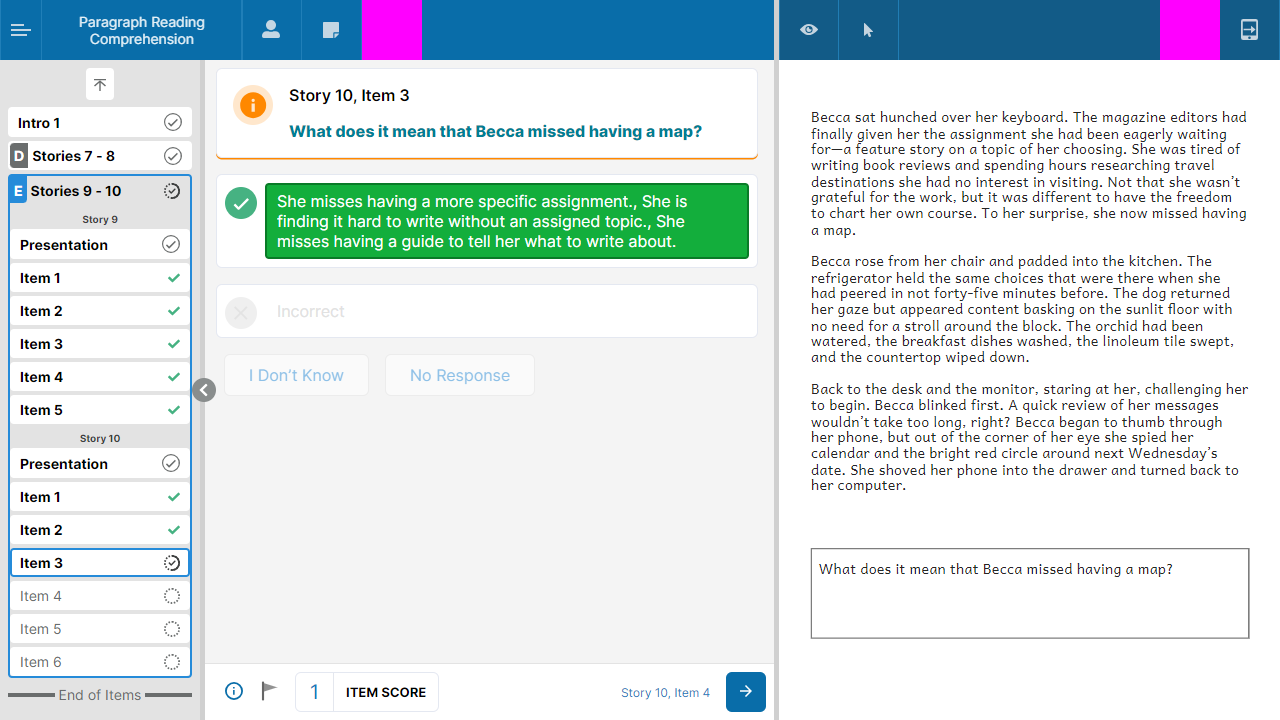 Paragraph Reading
Comprehension
Intro 1
D Stories 7 - 8
E Stories 9 - 10
Story 9
Presentation
Item 1
Item 2
Item 3
Item 4
Item 5
Story 10
Presentation
Item 1
Item 2
Item 3
Item 4
Item 5
Item 6
End of Items
Story 10, Item 3
What does it mean that Becca missed having a map?
She misses having a more specific assignment., She is
finding it hard to write without an assigned topic., She
misses having a guide to tell her what to write about.
Incorrect
I Don't Know
No Response
1 ITEM SCORE
Story 10, Item 4
Becca sat hunched over her keyboard. The magazine editors had
finally given her the assignment she had been eagerly waiting
for—a feature story on a topic of her choosing. She was tired of
writing book reviews and spending hours researching travel
destinations she had no interest in visiting. Not that she wasn't
grateful for the work, but it was different to have the freedom
to chart her own course. To her surprise, she now missed having
a map.
Becca rose from her chair and padded into the kitchen. The
refrigerator held the same choices that were there when she
had peered in not forty-five minutes before. The dog returned
her gaze but appeared content basking on the sunlit floor with
no need for a stroll around the block. The orchid had been
watered, the breakfast dishes washed, the linoleum tile swept,
and the countertop wiped down.
Back to the desk and the monitor, staring at her, challenging her
to begin. Becca blinked first. A quick review of her messages
wouldn't take too long, right? Becca began to thumb through
her phone, but out of the corner of her eye she spied her
calendar and the bright red circle around next Wednesday's
date. She shoved her phone into the drawer and turned back to
her computer.
What does it mean that Becca missed having a map?